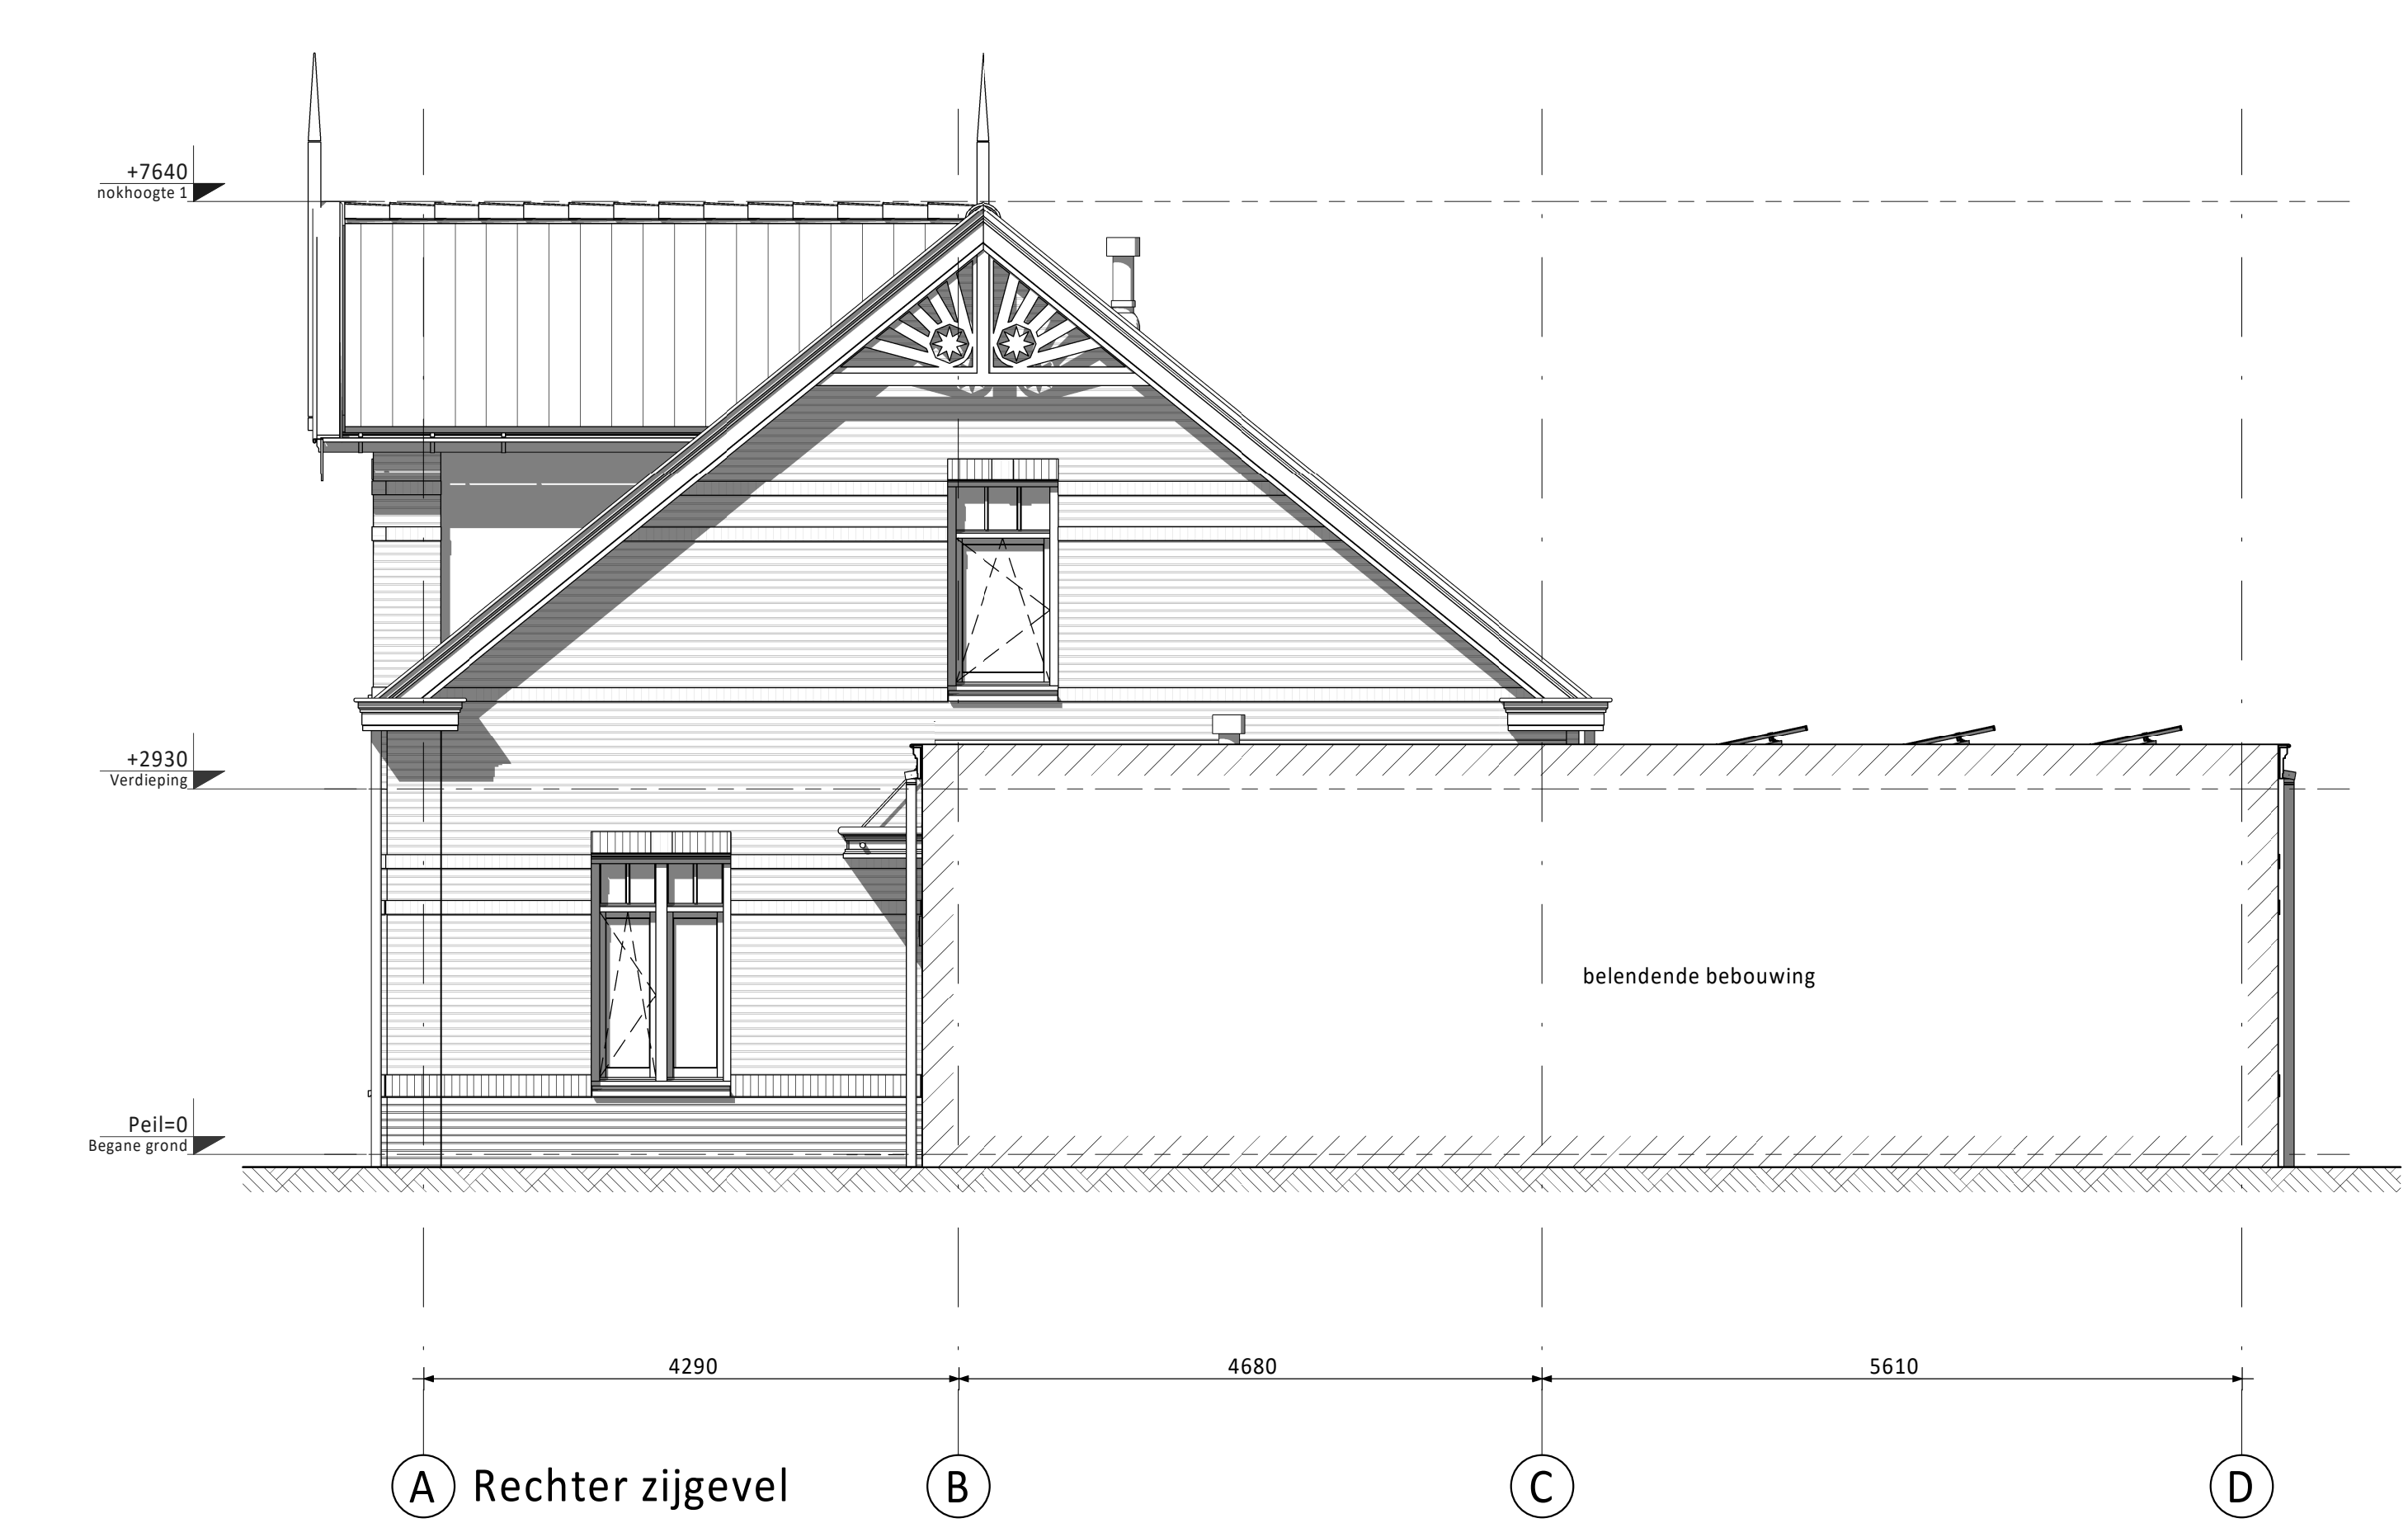 +7640
nokhoogte 1
+2930
Verdieping
belendende bebouwing
Peil=0
Begane grond
4290 4680 5610
A Rechter zijgevel B C D